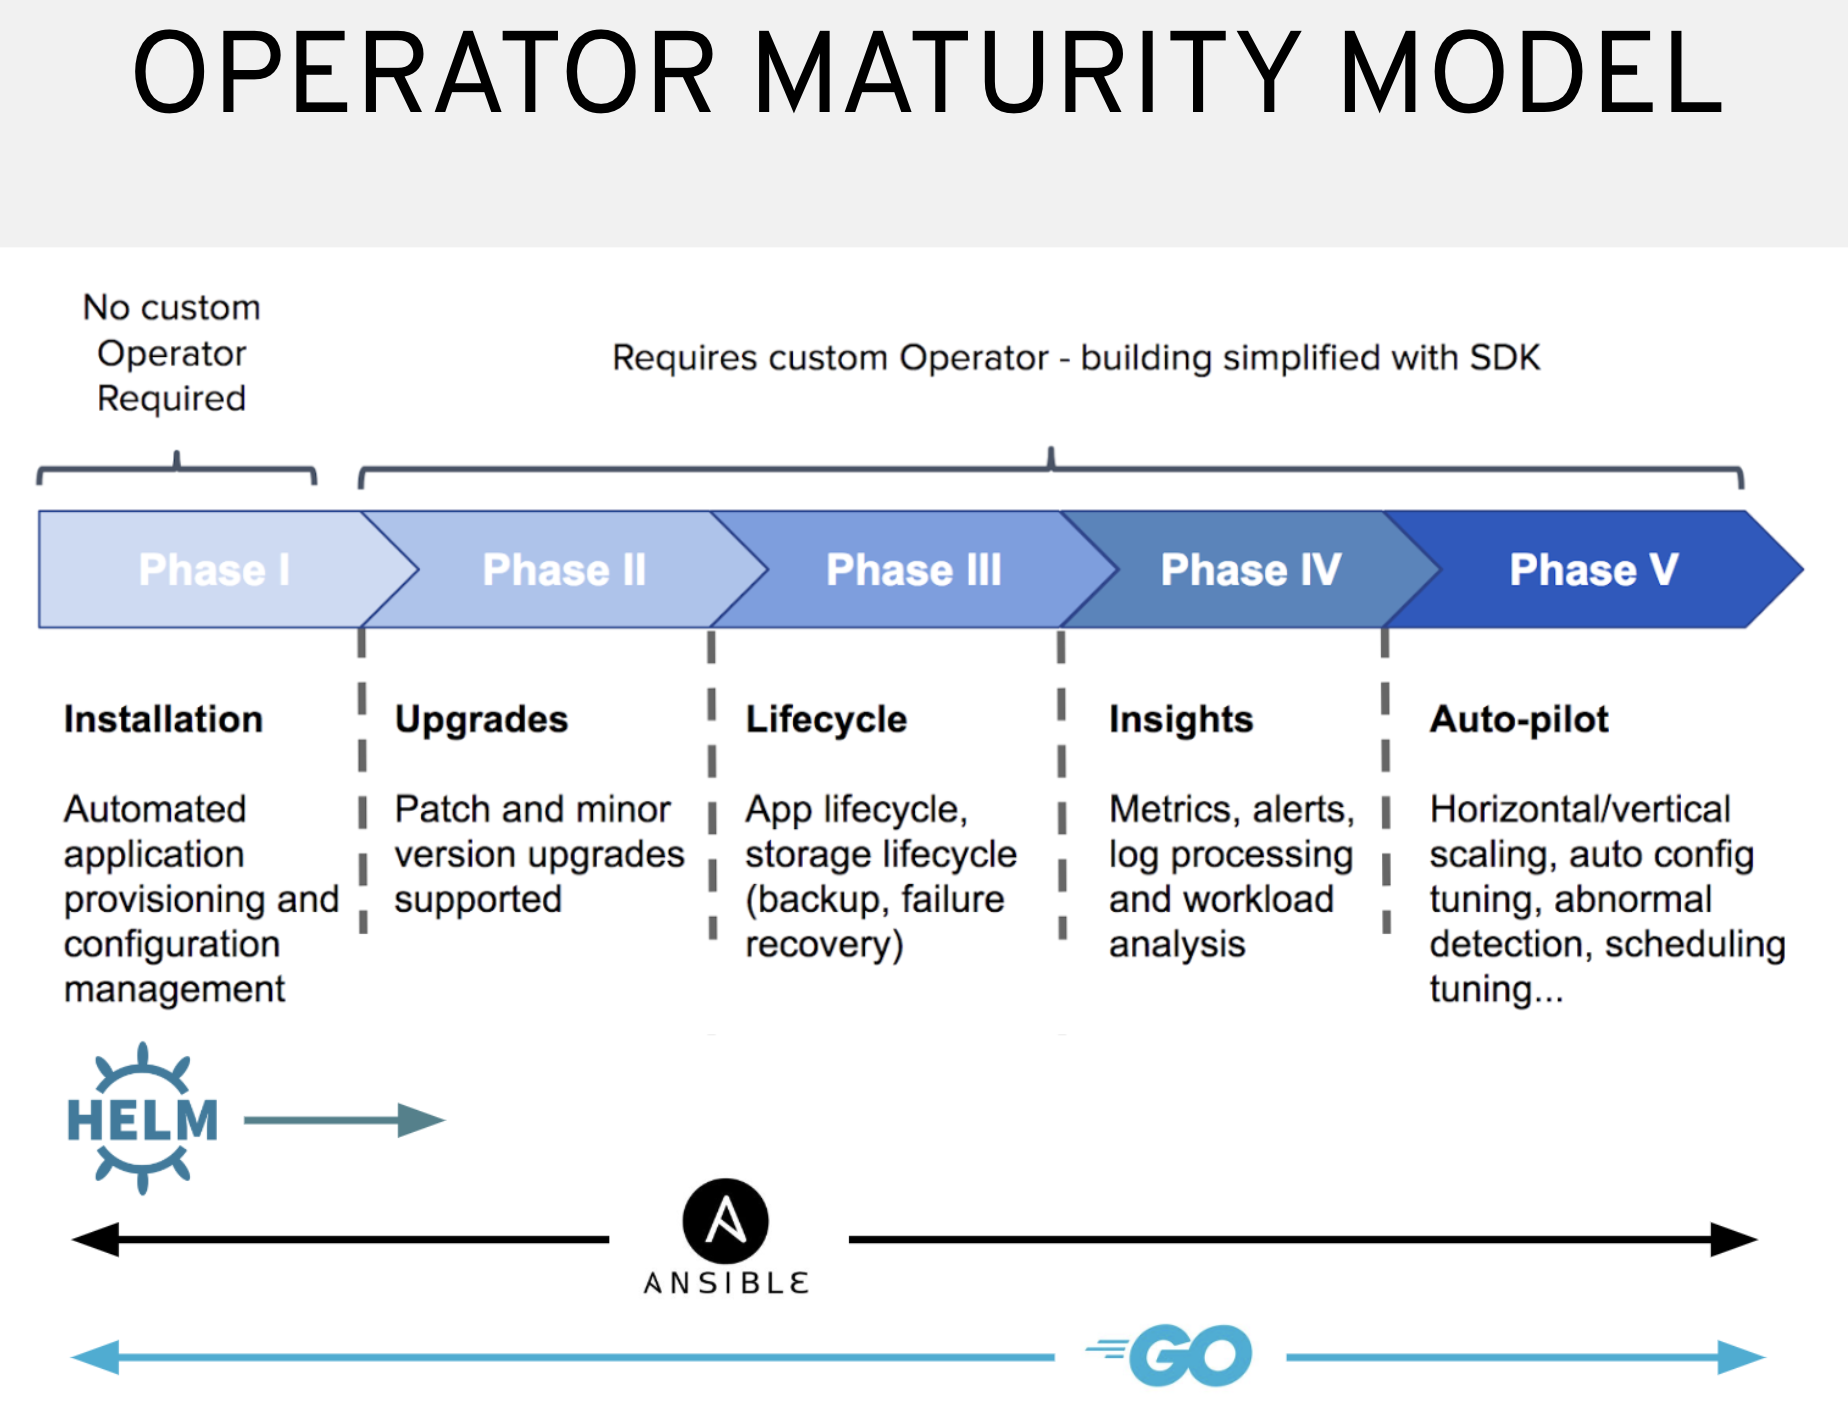 OPERATOR MATURITY MODEL
No custom
Operator
Required
Requires custom Operator - building simplified with SDK
Phase I
Phase II
Phase III
Phase IV
Phase V
Installation
Automated
application
provisioning and
configuration
management
Upgrades
Patch and minor
version upgrades
supported
Lifecycle
App lifecycle,
storage lifecycle
(backup, failure
recovery)
Insights
Metrics, alerts,
log processing
and workload
analysis
Auto-pilot
Horizontal/vertical
scaling, auto config
tuning, abnormal
detection, scheduling
tuning...
HELM
A
ANSIBLE
GO